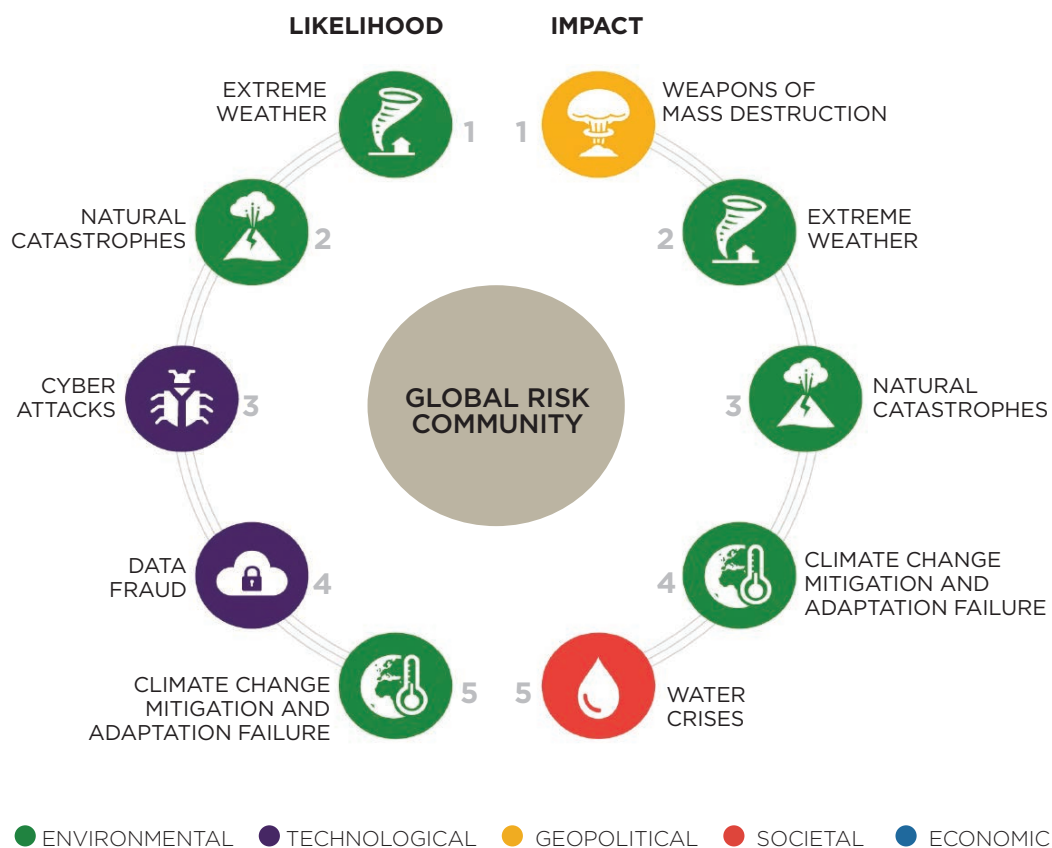 LIKELIHOOD
IMPACT
EXTREME
WEATHER
1
1
WEAPONS OF
MASS DESTRUCTION
NATURAL
CATASTROPHES
2
2
EXTREME
WEATHER
CYBER
ATTACKS
3
GLOBAL RISK
COMMUNITY
3
NATURAL
CATASTROPHES
DATA
FRAUD
4
4
CLIMATE CHANGE
MITIGATION AND
ADAPTATION FAILURE
CLIMATE CHANGE
MITIGATION AND
ADAPTATION FAILURE
5
5
WATER
CRISES
ENVIRONMENTAL
TECHNOLOGICAL
GEOPOLITICAL
SOCIETAL
ECONOMIC